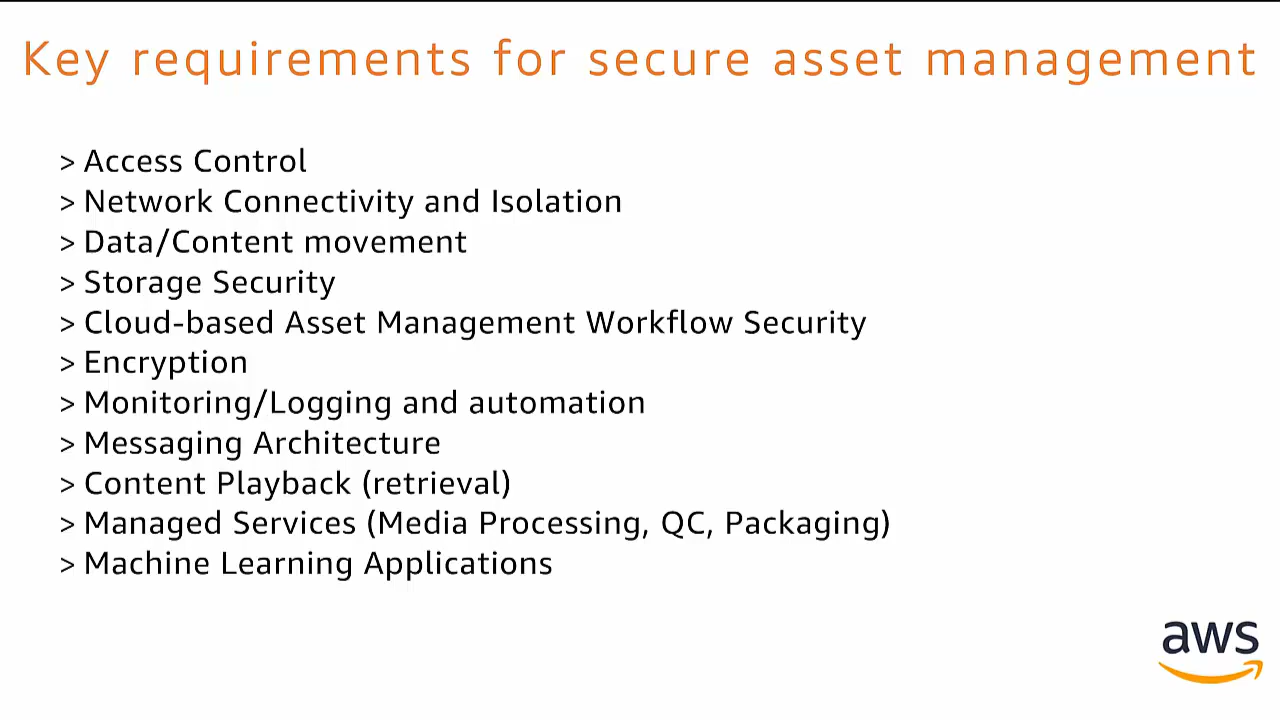 Key requirements for secure asset management
> Access Control
> Network Connectivity and Isolation
> Data/Content movement
> Storage Security
> Cloud-based Asset Management Workflow Security
> Encryption
> Monitoring/Logging and automation
> Messaging Architecture
> Content Playback (retrieval)
> Managed Services (Media Processing, QC, Packaging)
> Machine Learning Applications
aws